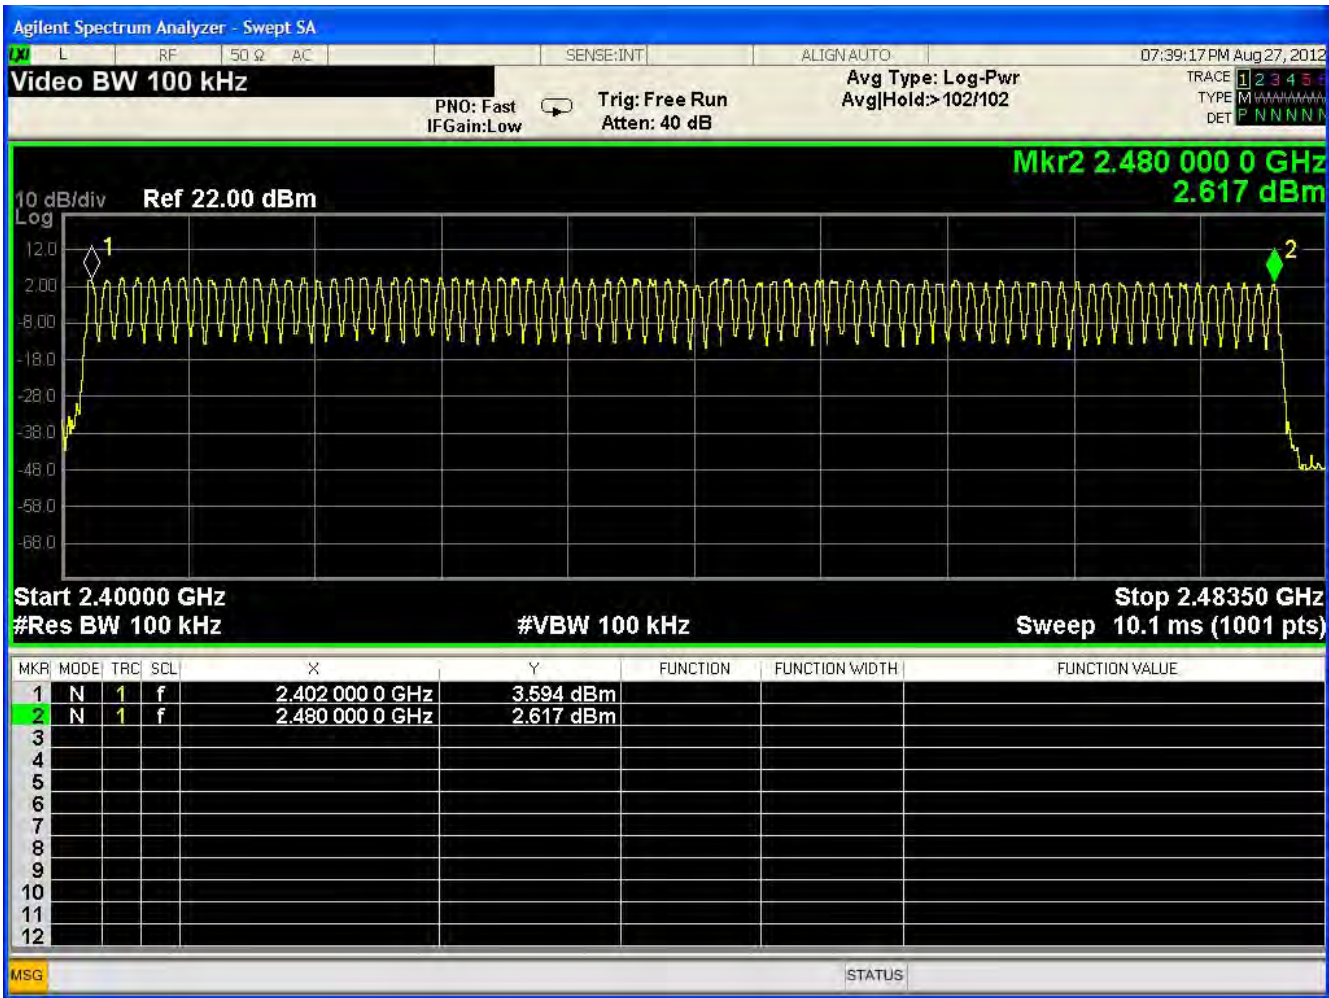 Agilent Spectrum Analyzer - Swept SA
LXI L RF 50 Ω AC SENSE:INT ALIGN AUTO 07:39:17 PM Aug 27, 2012
Video BW 100 kHz
PNO: Fast
IFGain:Low
Trig: Free Run
Atten: 40 dB
Avg Type: Log-Pwr
Avg|Hold:> 102/102
TRACE 1 2 3 4 5 6
TYPE M
DET P N N N N N
Mkr2 2.480 000 0 GHz
2.617 dBm
10 dB/div Ref 22.00 dBm
Log
1
2
12.0
2.00
-8.00
-18.0
-28.0
-38.0
-48.0
-58.0
-68.0
Start 2.40000 GHz Stop 2.48350 GHz
#Res BW 100 kHz #VBW 100 kHz Sweep 10.1 ms (1001 pts)
MKR MODE TRC SCL X Y FUNCTION FUNCTION WIDTH FUNCTION VALUE
1 N 1 f 2.402 000 0 GHz 3.594 dBm
2 N 1 f 2.480 000 0 GHz 2.617 dBm
3
4
5
6
7
8
9
10
11
12
MSG STATUS